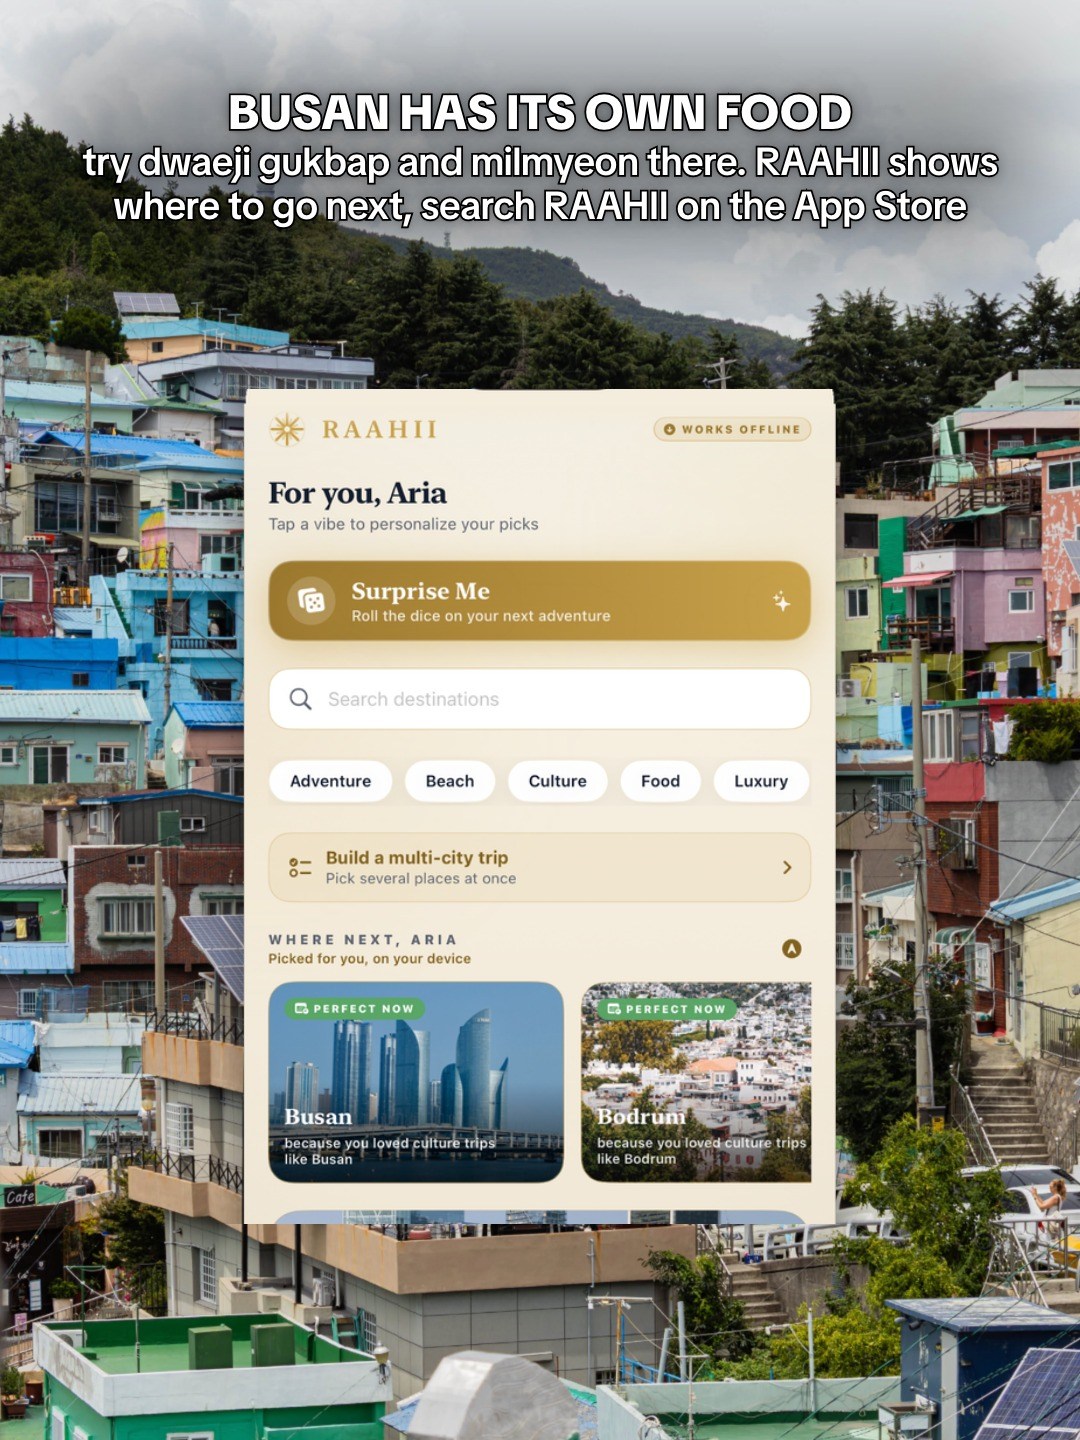 BUSAN HAS ITS OWN FOOD
try dwaeji gukbap and milmyeon there. RAAHII shows
where to go next, search RAAHII on the App Store
RAAHII
WORKS OFFLINE
For you, Aria
Tap a vibe to personalize your picks
Surprise Me
Roll the dice on your next adventure
Search destinations
Adventure
Beach
Culture
Food
Luxury
Build a multi-city trip
Pick several places at once
WHERE NEXT, ARIA
Picked for you, on your device
PERFECT NOW
Busan
because you loved culture trips
like Busan
PERFECT NOW
Bodrum
because you loved culture trips
like Bodrum
Cafe